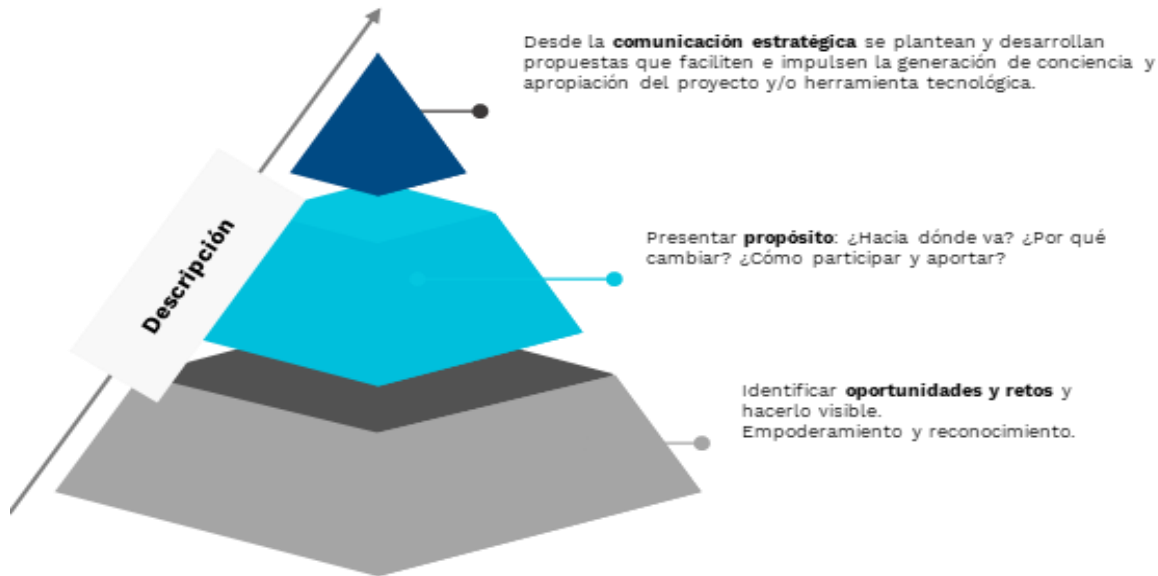 Desde la comunicación estratégica se plantean y desarrollan
propuestas que faciliten e impulsen la generación de conciencia y
apropiación del proyecto y/o herramienta tecnológica.
Descripción
Presentar propósito: ¿Hacia dónde va? ¿Por qué
cambiar? ¿Cómo participar y aportar?
Identificar oportunidades y retos y
hacerlo visible.
Empoderamiento y reconocimiento.